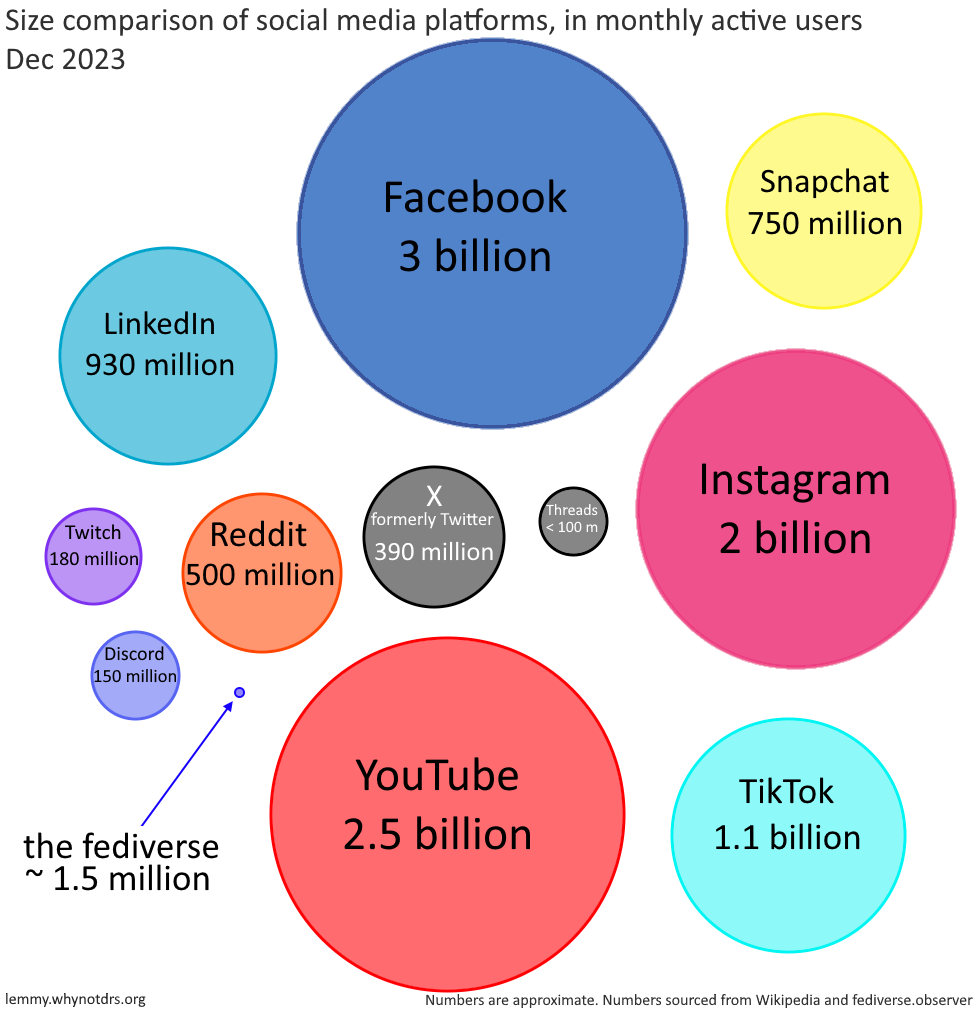 Size comparison of social media platforms, in monthly active users
Dec 2023
Facebook
3 billion
Snapchat
750 million
LinkedIn
930 million
Instagram
2 billion
X
formerly Twitter
390 million
Threads
< 100 m
Twitch
180 million
Reddit
500 million
Discord
150 million
YouTube
2.5 billion
TikTok
1.1 billion
the fediverse
~ 1.5 million
lemmy.whynotdrs.org
Numbers are approximate. Numbers sourced from Wikipedia and fediverse.observer